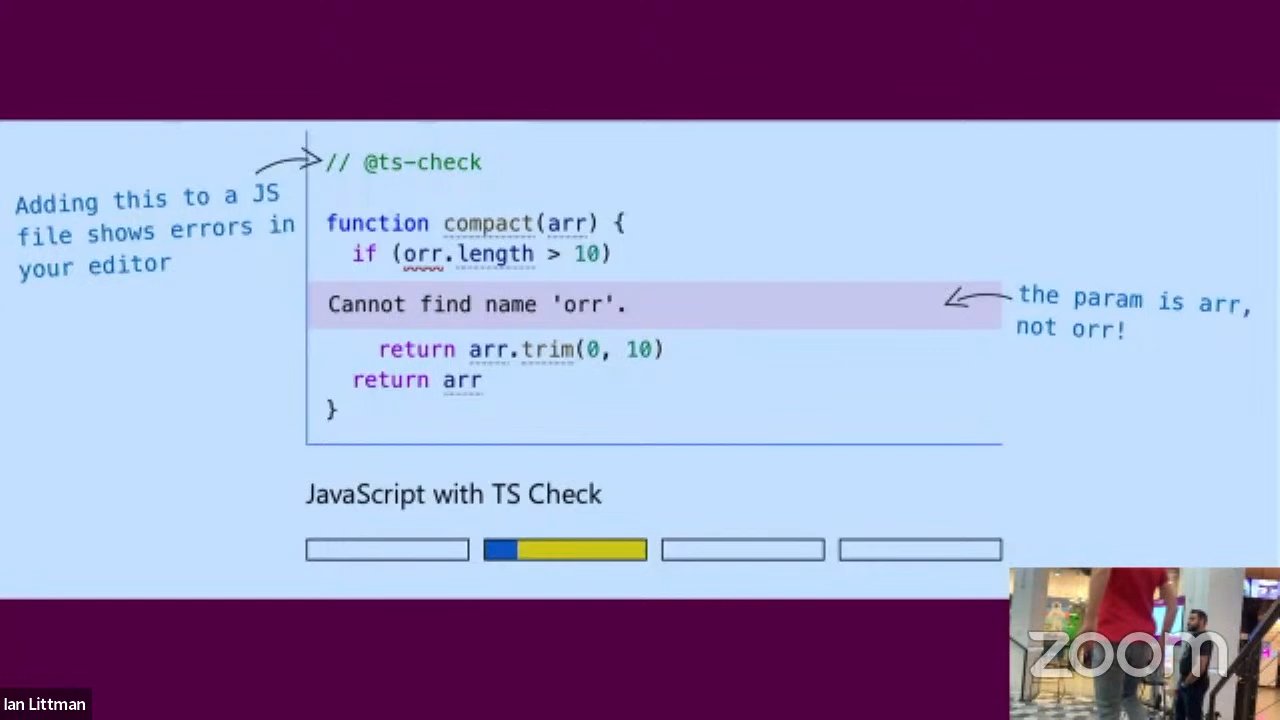 // @ts-check
Adding this to a JS
file shows errors in
your editor
function compact(arr) {
if (orr.length > 10)
Cannot find name 'orr'.
the param is arr,
not orr!
return arr.trim(0, 10)
return arr
}
JavaScript with TS Check
zoom
Ian Littman